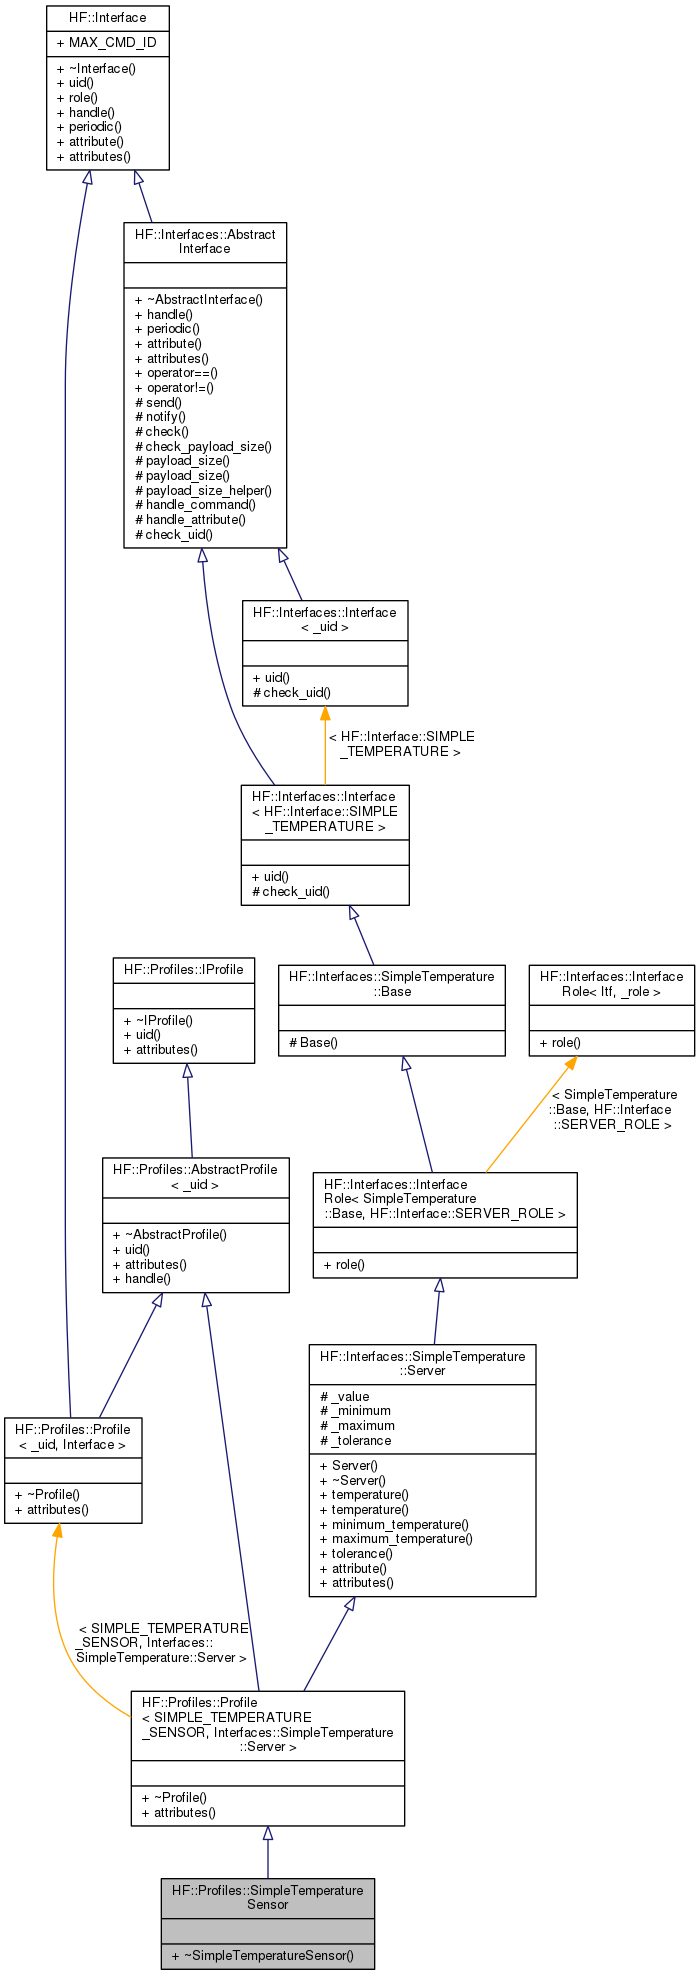 HF::Interface
+ MAX_CMD_ID
+ ~Interface()
+ uid()
+ role()
+ handle()
+ periodic()
+ attribute()
+ attributes()
HF::Interfaces::Abstract
Interface
+ ~AbstractInterface()
+ handle()
+ periodic()
+ attribute()
+ attributes()
+ operator==()
+ operator!=()
# send()
# notify()
# check()
# check_payload_size()
# payload_size()
# payload_size()
# payload_size_helper()
# handle_command()
# handle_attribute()
# check_uid()
HF::Interfaces::Interface
< _uid >
+ uid()
# check_uid()
< HF::Interface::SIMPLE
_TEMPERATURE >
HF::Interfaces::Interface
< HF::Interface::SIMPLE
_TEMPERATURE >
+ uid()
# check_uid()
HF::Profiles::IProfile
+ ~IProfile()
+ uid()
+ attributes()
HF::Interfaces::SimpleTemperature
::Base
# Base()
HF::Interfaces::Interface
Role< Itf, _role >
+ role()
< SimpleTemperature
::Base, HF::Interface
::SERVER_ROLE >
HF::Profiles::AbstractProfile
< _uid >
+ ~AbstractProfile()
+ uid()
+ attributes()
+ handle()
HF::Interfaces::Interface
Role< SimpleTemperature
::Base, HF::Interface::SERVER_ROLE >
+ role()
HF::Interfaces::SimpleTemperature
::Server
# _value
# _minimum
# _maximum
# _tolerance
+ Server()
+ ~Server()
+ temperature()
+ temperature()
+ minimum_temperature()
+ maximum_temperature()
+ tolerance()
+ attribute()
+ attributes()
HF::Profiles::Profile
< _uid, Interface >
+ ~Profile()
+ attributes()
< SIMPLE_TEMPERATURE
_SENSOR, Interfaces::
SimpleTemperature::Server >
HF::Profiles::Profile
< SIMPLE_TEMPERATURE
_SENSOR, Interfaces::SimpleTemperature
::Server >
+ ~Profile()
+ attributes()
HF::Profiles::SimpleTemperature
Sensor
+ ~SimpleTemperatureSensor()